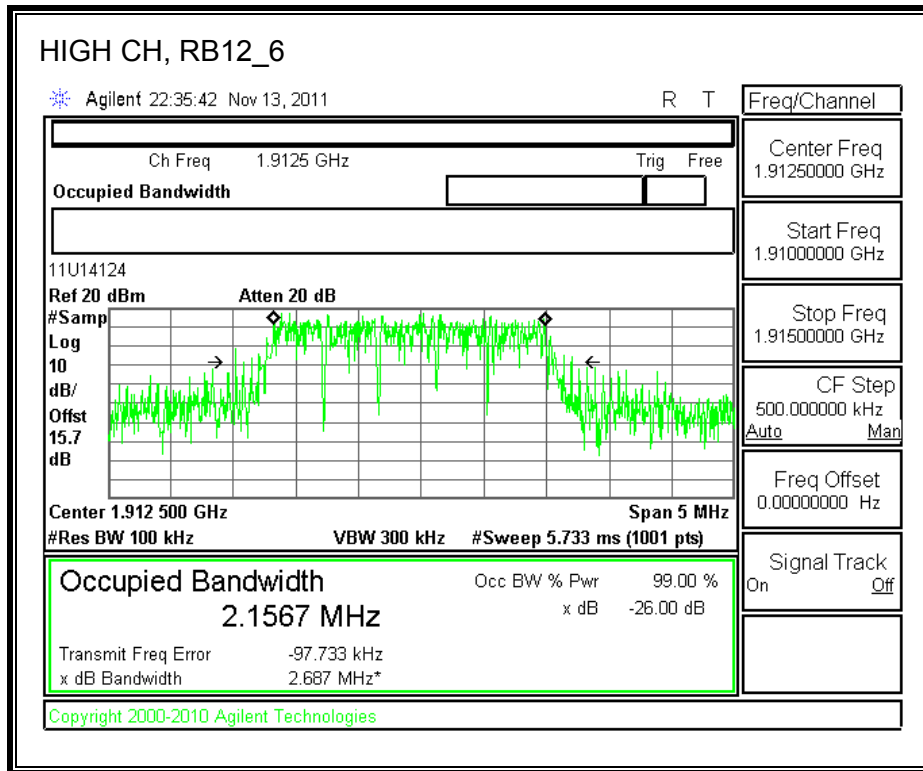 HIGH CH, RB12_6
Agilent 22:35:42 Nov 13, 2011 R T
Ch Freq 1.9125 GHz Trig Free
Occupied Bandwidth
11U14124
Ref 20 dBm Atten 20 dB
#Samp
Log
10
dB/
Offst
15.7
dB
Center 1.912 500 GHz Span 5 MHz
#Res BW 100 kHz VBW 300 kHz #Sweep 5.733 ms (1001 pts)
Occupied Bandwidth Occ BW % Pwr 99.00 %
2.1567 MHz x dB -26.00 dB
Transmit Freq Error -97.733 kHz
x dB Bandwidth 2.687 MHz*
Copyright 2000-2010 Agilent Technologies
Freq/Channel
Center Freq
1.91250000 GHz
Start Freq
1.91000000 GHz
Stop Freq
1.91500000 GHz
CF Step
500.000000 kHz
Auto Man
Freq Offset
0.00000000 Hz
Signal Track
On Off